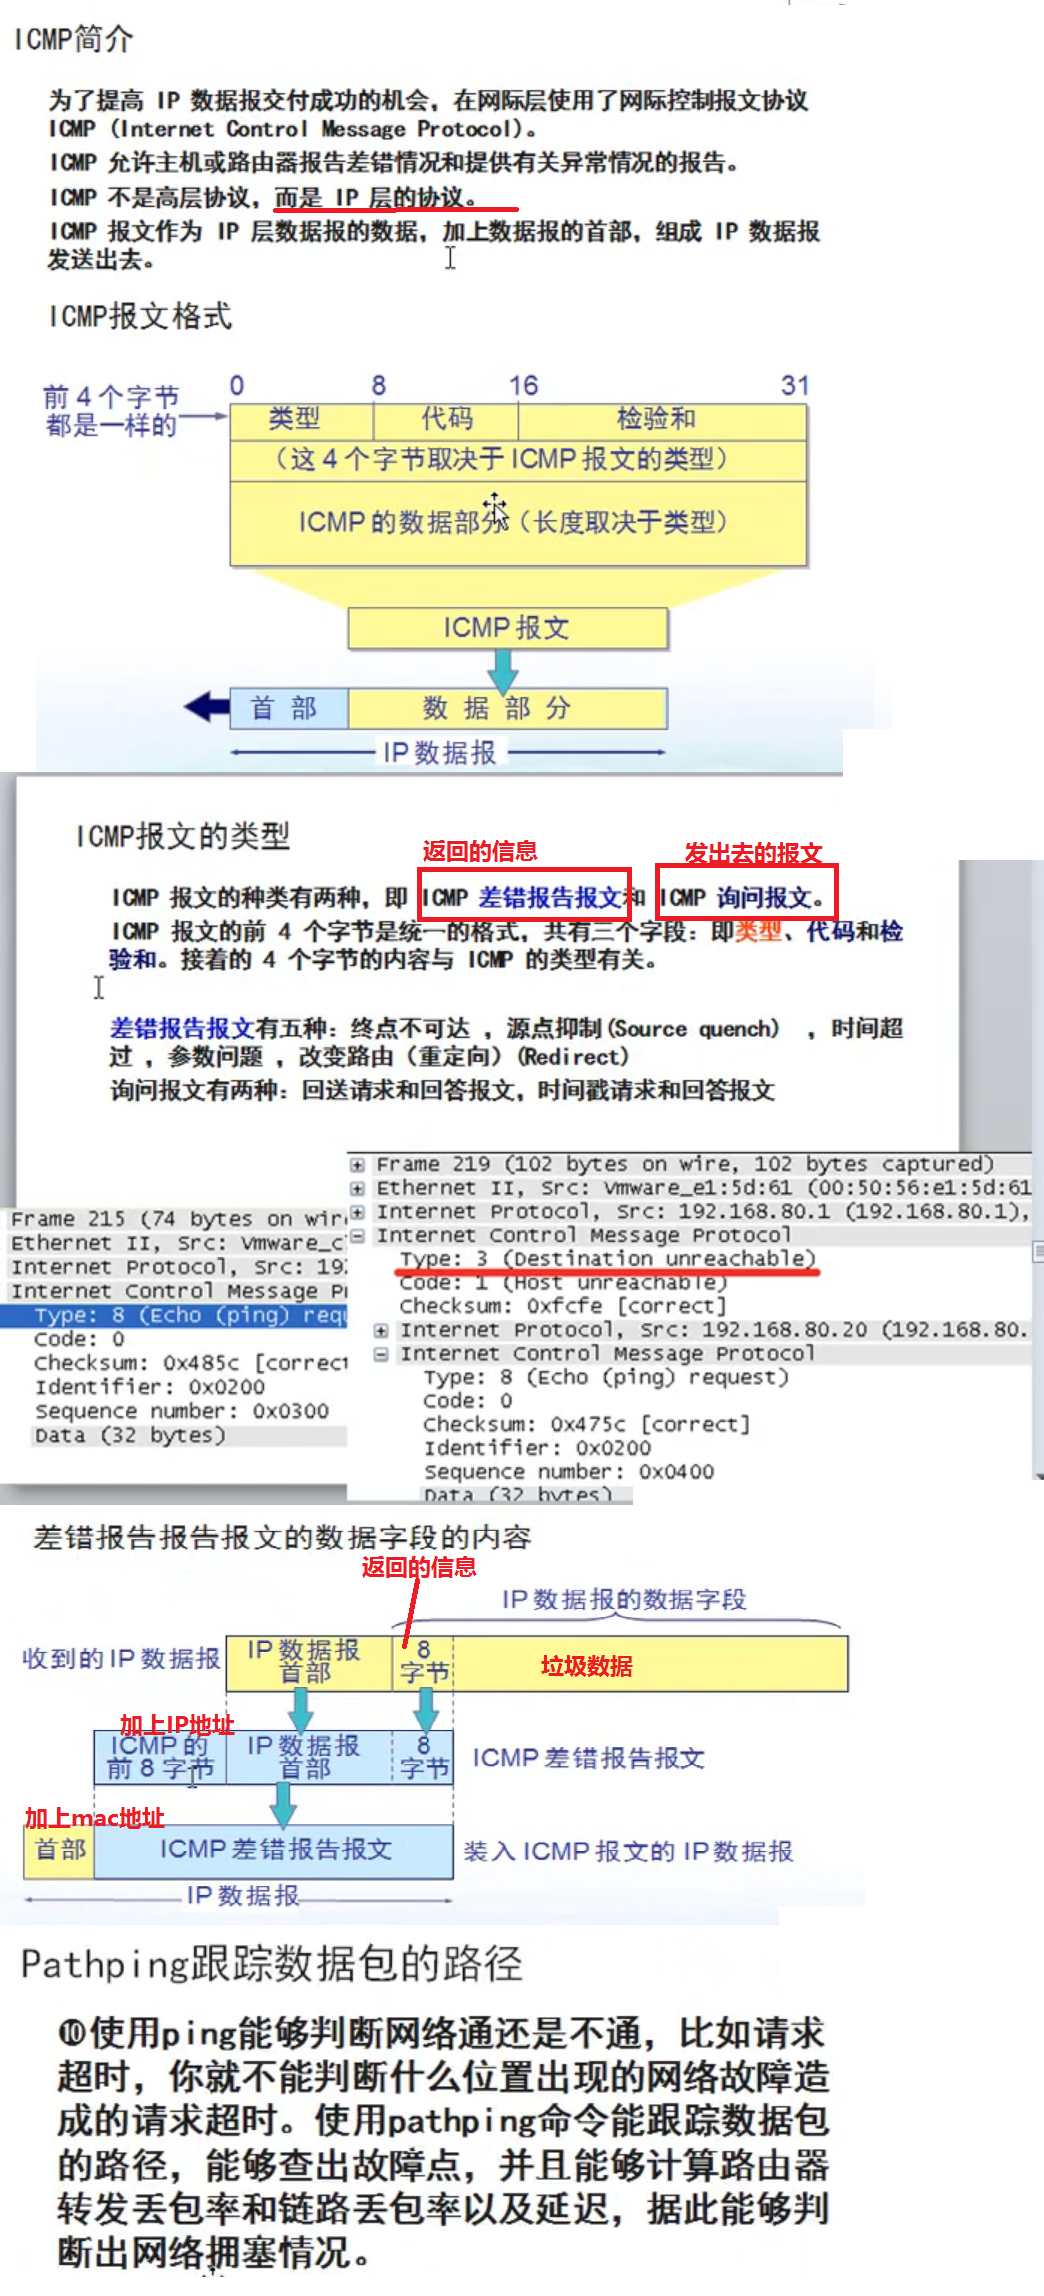 ICMP简介
为了提高 IP 数据报交付成功的机会，在网际层使用了网际控制报文协议
ICMP (Internet Control Message Protocol)。
ICMP 允许主机或路由器报告差错情况和提供有关异常情况的报告。
ICMP 不是高层协议，而是 IP 层的协议。
ICMP 报文作为 IP 层数据报的数据，加上数据报的首部，组成 IP 数据报
发送出去。
ICMP报文格式
0 8 16 31
前 4 个字节
都是一样的
类型 代码 检验和
（这 4 个字节取决于 ICMP 报文的类型）
ICMP 的数据部分（长度取决于类型）
ICMP 报文
首 部 数 据 部 分
IP 数据报
ICMP报文的类型
返回的信息 发出去的报文
ICMP 报文的种类有两种，即 ICMP 差错报告报文和 ICMP 询问报文。
ICMP 报文的前 4 个字节是统一的格式，共有三个字段：即类型、代码和检
验和。接着的 4 个字节的内容与 ICMP 的类型有关。
差错报告报文有五种：终点不可达 ，源点抑制(Source quench) ，时间超
过 ，参数问题 ，改变路由（重定向）(Redirect)
询问报文有两种：回送请求和回答报文，时间戳请求和回答报文
Frame 215 (74 bytes on wir
Ethernet II, Src: Vmware_c
Internet Protocol, Src: 19
Internet Control Message P
Type: 8 (Echo (ping) requ
Code: 0
Checksum: 0x485c [correct
Identifier: 0x0200
Sequence number: 0x0300
Data (32 bytes)
Frame 219 (102 bytes on wire, 102 bytes captured)
Ethernet II, Src: Vmware_e1:5d:61 (00:50:56:e1:5d:61
Internet Protocol, Src: 192.168.80.1 (192.168.80.1),
Internet Control Message Protocol
Type: 3 (Destination unreachable)
Code: 1 (Host unreachable)
Checksum: 0xfcfe [correct]
Internet Protocol, Src: 192.168.80.20 (192.168.80.
Internet Control Message Protocol
Type: 8 (Echo (ping) request)
Code: 0
Checksum: 0x475c [correct]
Identifier: 0x0200
Sequence number: 0x0400
Data (32 bytes)
差错报告报告报文的数据字段的内容
返回的信息
IP 数据报的数据字段
收到的 IP 数据报
IP 数据报
首部
8
字节
垃圾数据
加上IP地址
ICMP 的
前 8 字节
IP 数据报
首部
8
字节
ICMP 差错报告报文
加上mac地址
首部 ICMP 差错报告报文 装入 ICMP 报文的 IP 数据报
IP 数据报
Pathping跟踪数据包的路径
⓾使用ping能够判断网络通还是不通，比如请求
超时，你就不能判断什么位置出现的网络故障造
成的请求超时。使用pathping命令能跟踪数据包
的路径，能够查出故障点，并且能够计算路由器
转发丢包率和链路丢包率以及延迟，据此能够判
断出网络拥塞情况。